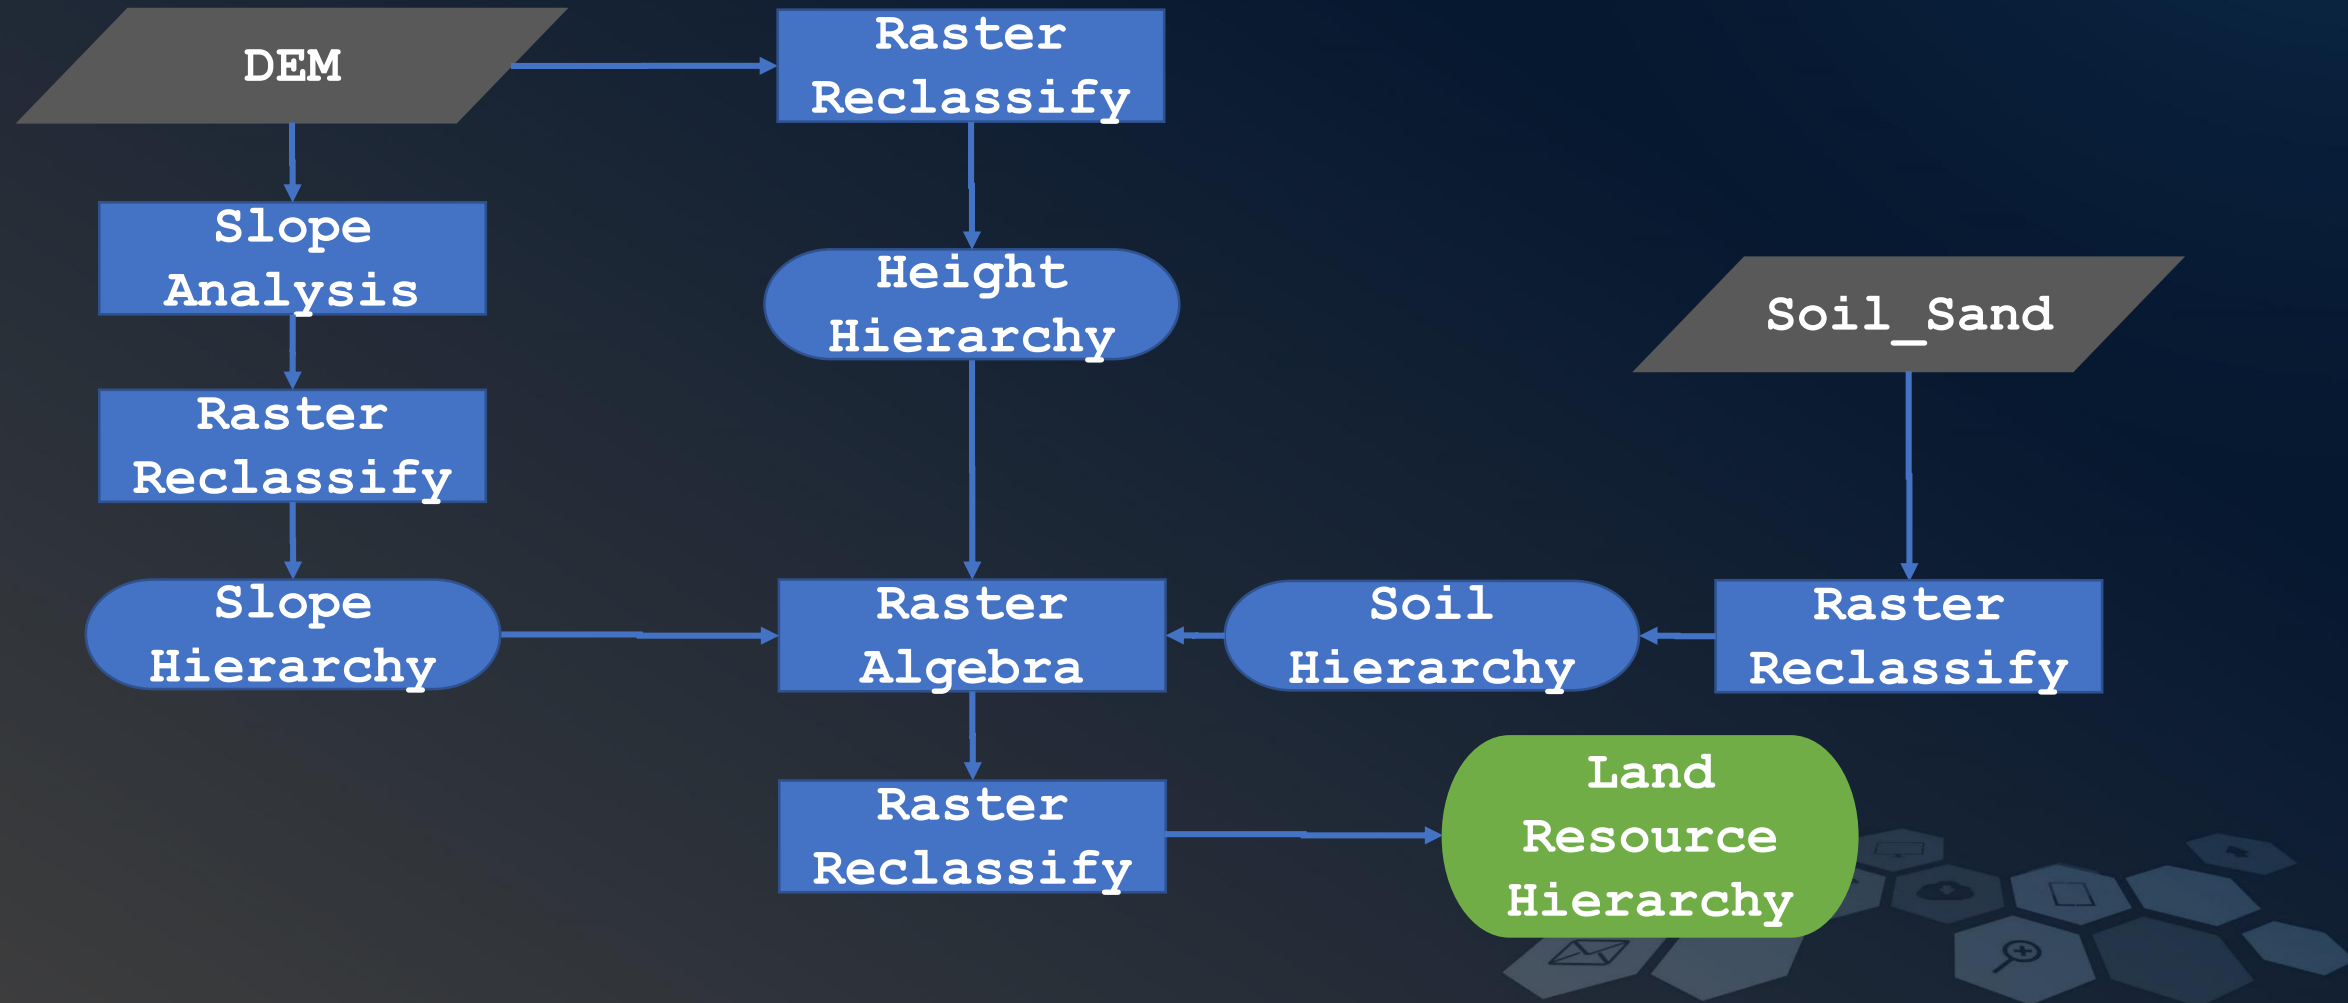 DEM
Raster
Reclassify
Slope
Analysis
Height
Hierarchy
Soil_Sand
Raster
Reclassify
Slope
Hierarchy
Raster
Algebra
Soil
Hierarchy
Raster
Reclassify
Raster
Reclassify
Land
Resource
Hierarchy